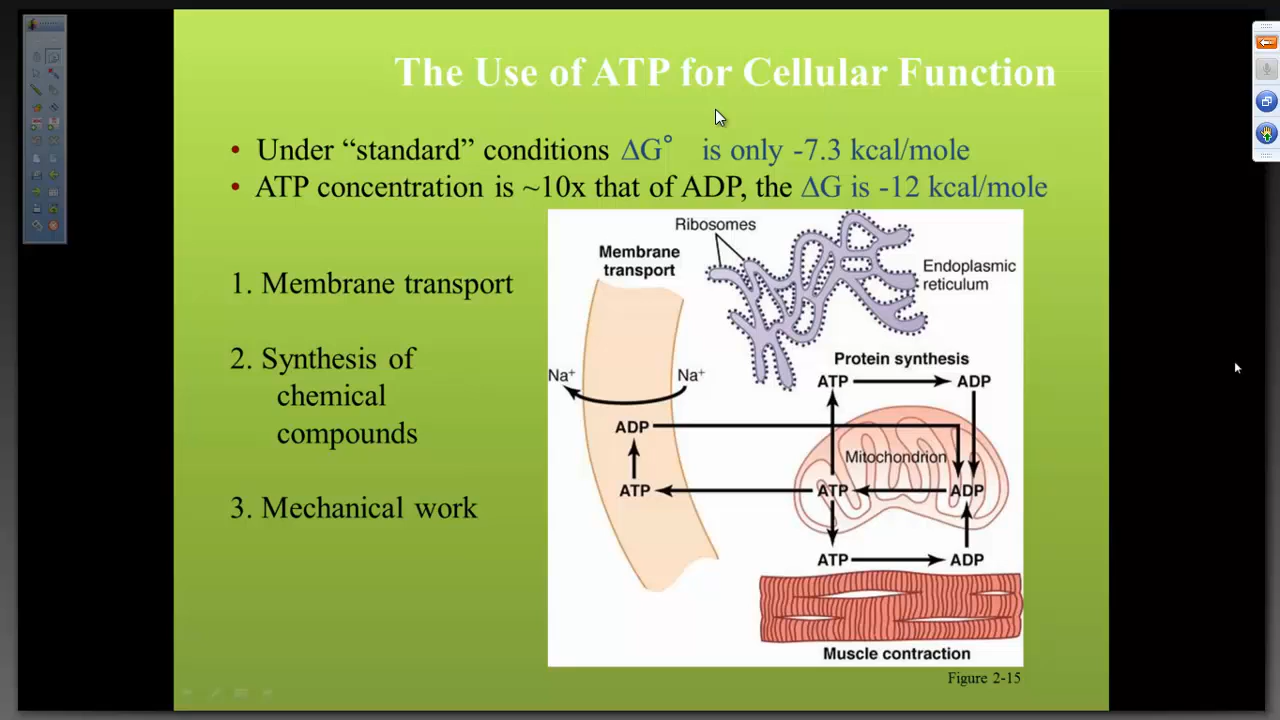 The Use of ATP for Cellular Function
• Under “standard” conditions ΔG° is only -7.3 kcal/mole
• ATP concentration is ~10x that of ADP, the ΔG is -12 kcal/mole
1. Membrane transport
2. Synthesis of
chemical
compounds
3. Mechanical work
Ribosomes
Membrane
transport
Endoplasmic
reticulum
Protein synthesis
ATP
ADP
Na⁺
Na⁺
ADP
Mitochondrion
ATP
ATP
ADP
ATP
ADP
Muscle contraction
Figure 2-15